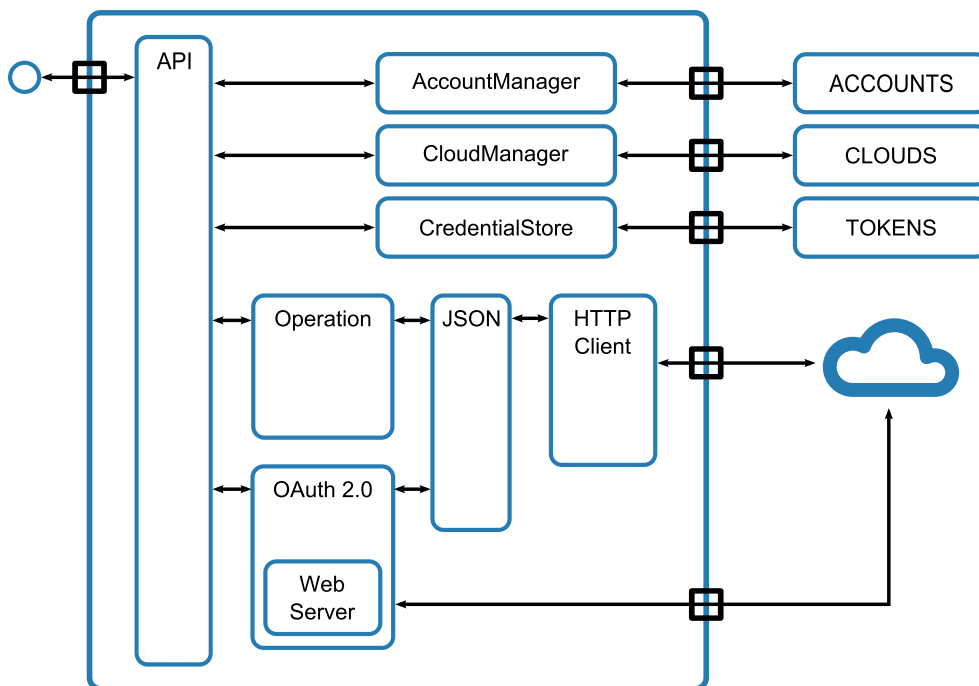 API
AccountManager
ACCOUNTS
CloudManager
CLOUDS
CredentialStore
TOKENS
Operation
JSON
HTTP
Client
OAuth 2.0
Web
Server